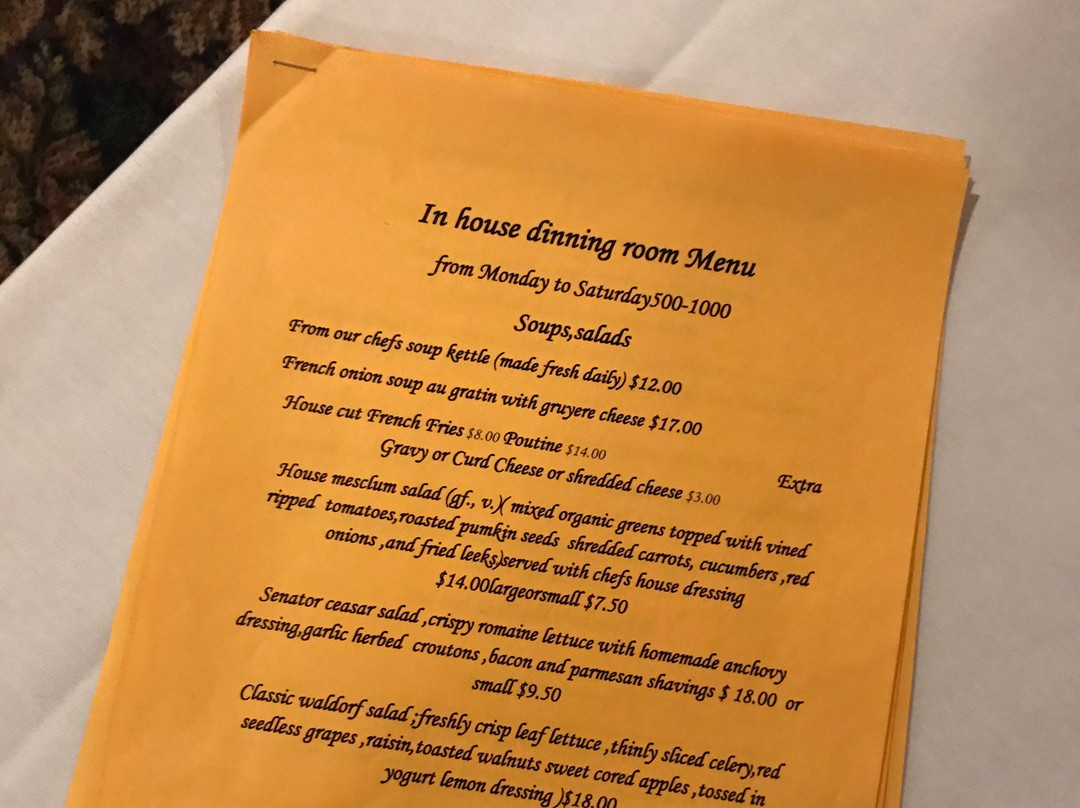 In house dinning room Menu
from Monday to Saturday500-1000
Soups,salads
From our chefs soup kettle (made fresh daily) $12.00
French onion soup au gratin with gruyere cheese $17.00
House cut French Fries $8.00 Poutine $14.00
Extra
Gravy or Curd Cheese or shredded cheese $3.00
House mesclum salad (gf., v.)( mixed organic greens topped with vined
ripped tomatoes,roasted pumkin seeds shredded carrots, cucumbers ,red
onions ,and fried leeks)served with chefs house dressing
$14.00largeorsmall $7.50
Senator ceasar salad ,crispy romaine lettuce with homemade anchovy
dressing,garlic herbed croutons ,bacon and parmesan shavings $ 18.00 or
small $9.50
Classic waldorf salad ;freshly crisp leaf lettuce ,thinly sliced celery,red
seedless grapes ,raisin,toasted walnuts sweet cored apples ,tossed in
yogurt lemon dressing )$18.00